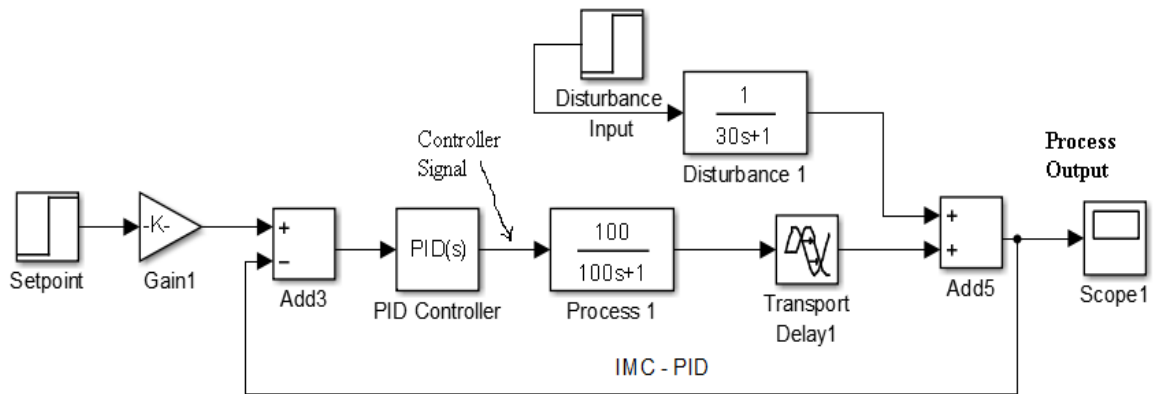 Disturbance
Input
1
30s+1
Disturbance 1
Controller
Signal
Process
Output
Setpoint
-K-
Gain1
+
−
Add3
PID(s)
PID Controller
100
100s+1
Process 1
Transport
Delay1
+
+
Add5
Scope1
IMC - PID